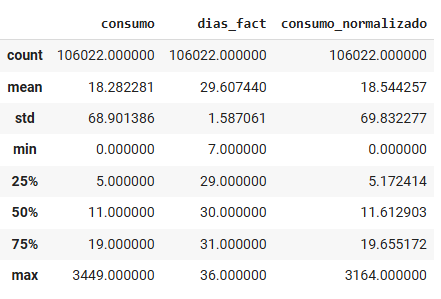 consumo dias_fact consumo_normalizado
count 106022.000000 106022.000000 106022.000000
mean 18.282281 29.607440 18.544257
std 68.901386 1.587061 69.832277
min 0.000000 7.000000 0.000000
25% 5.000000 29.000000 5.172414
50% 11.000000 30.000000 11.612903
75% 19.000000 31.000000 19.655172
max 3449.000000 36.000000 3164.000000